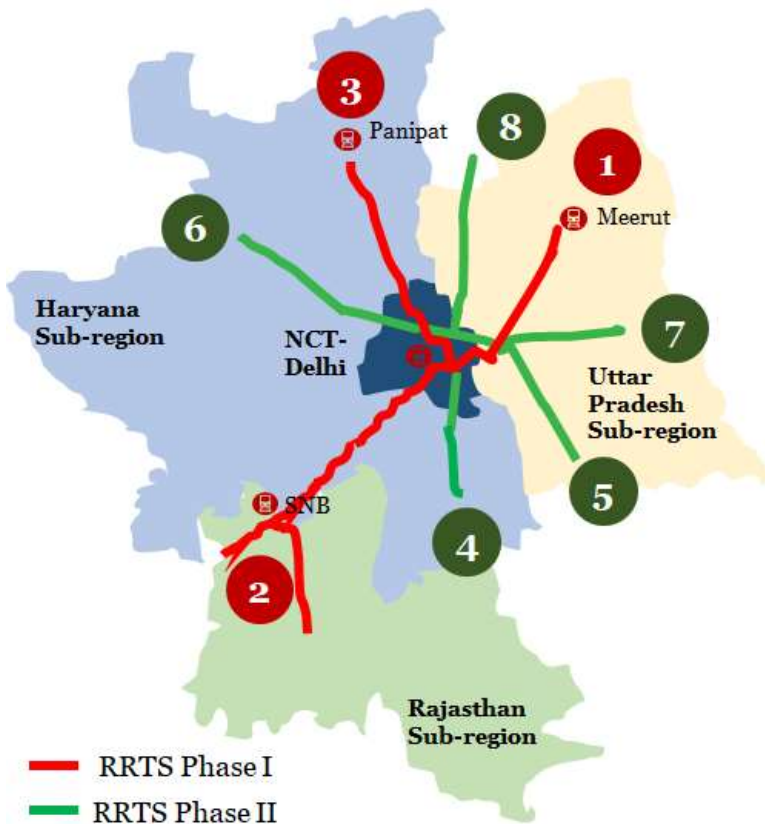 3
Panipat
8
1
Meerut
6
Haryana
Sub-region
NCT-
Delhi
7
Uttar
Pradesh
Sub-region
5
SNB
4
2
Rajasthan
Sub-region
RRTS Phase I
RRTS Phase II